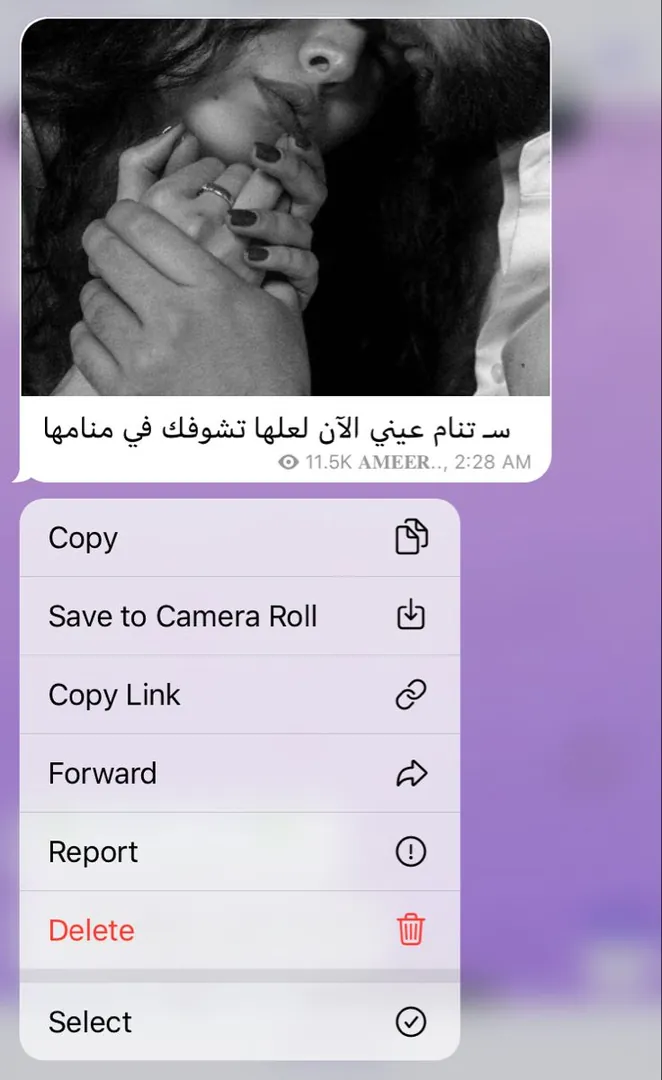 سـ تنام عيني الآن لعلها تشوفك في منامها
11.5K 𝐀𝐌𝐄𝐄𝐑.., 2:28 AM
Copy
Save to Camera Roll
Copy Link
Forward
Report
Delete
Select